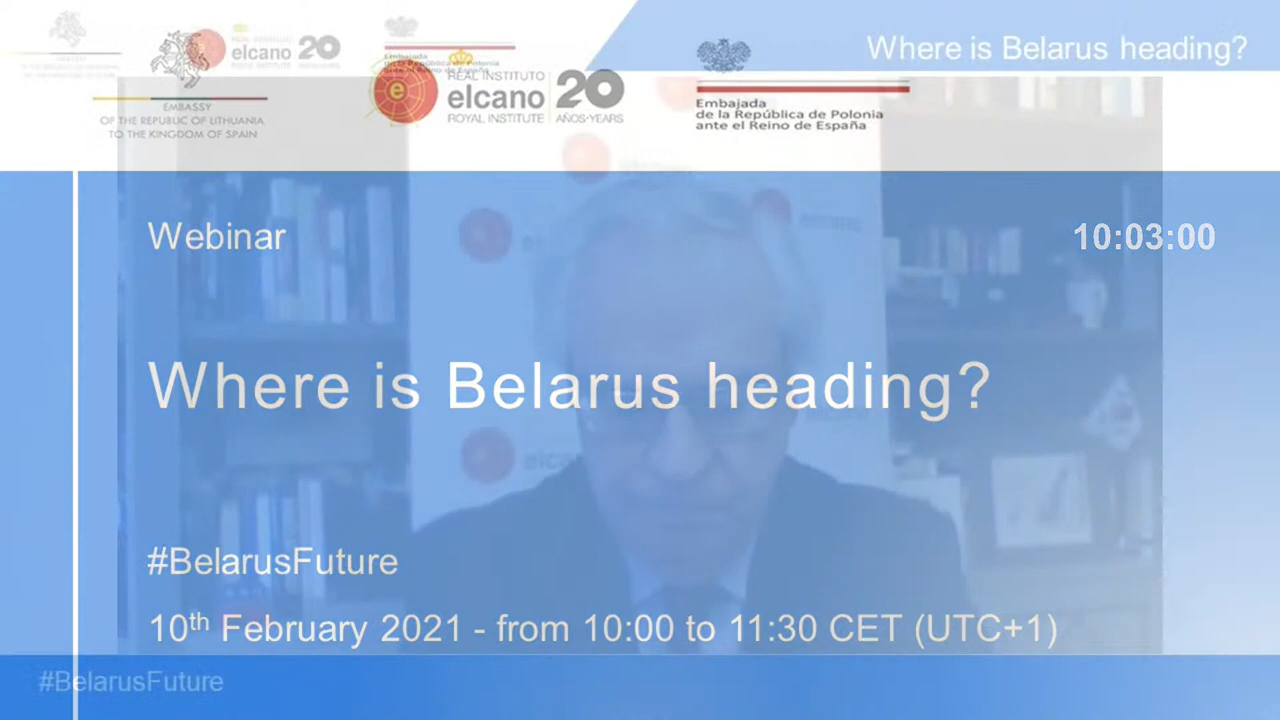 Where is Belarus heading?
EMBASSY
OF THE REPUBLIC OF LITHUANIA
TO THE KINGDOM OF SPAIN
elcano 20
e
REAL INSTITUTO
elcano
ROYAL INSTITUTE
20
AÑOS·YEARS
Embajada
de la República de Polonia
ante el Reino de España
Webinar
10:03:00
Where is Belarus heading?
#BelarusFuture
10th February 2021 - from 10:00 to 11:30 CET (UTC+1)
#BelarusFuture